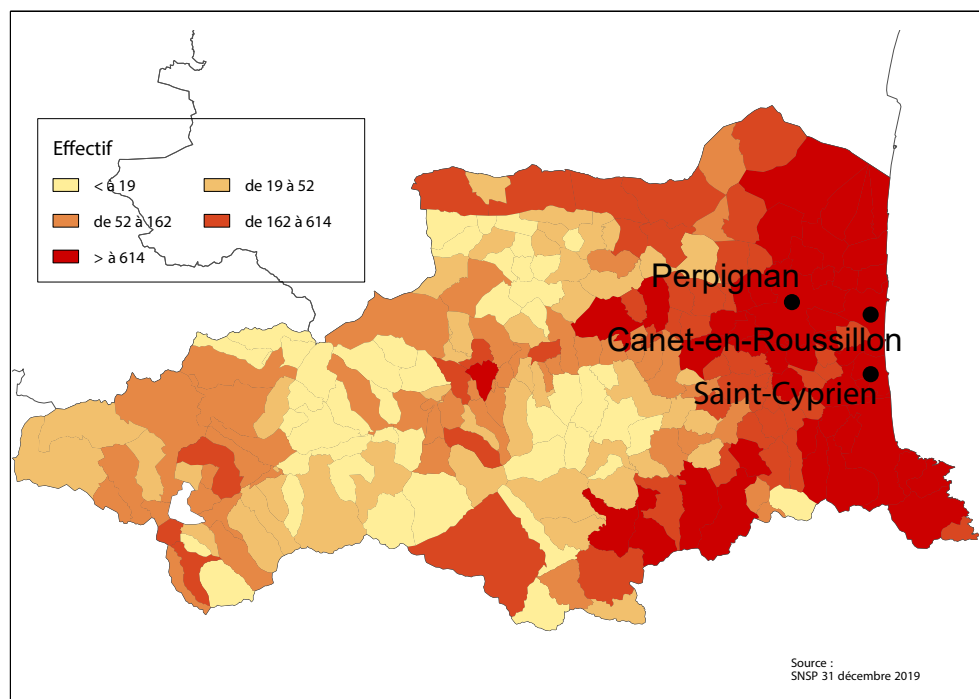 Effectif
< à 19
de 19 à 52
de 52 à 162
de 162 à 614
> à 614
Perpignan
Canet-en-Roussillon
Saint-Cyprien
Source :
SNSP 31 décembre 2019